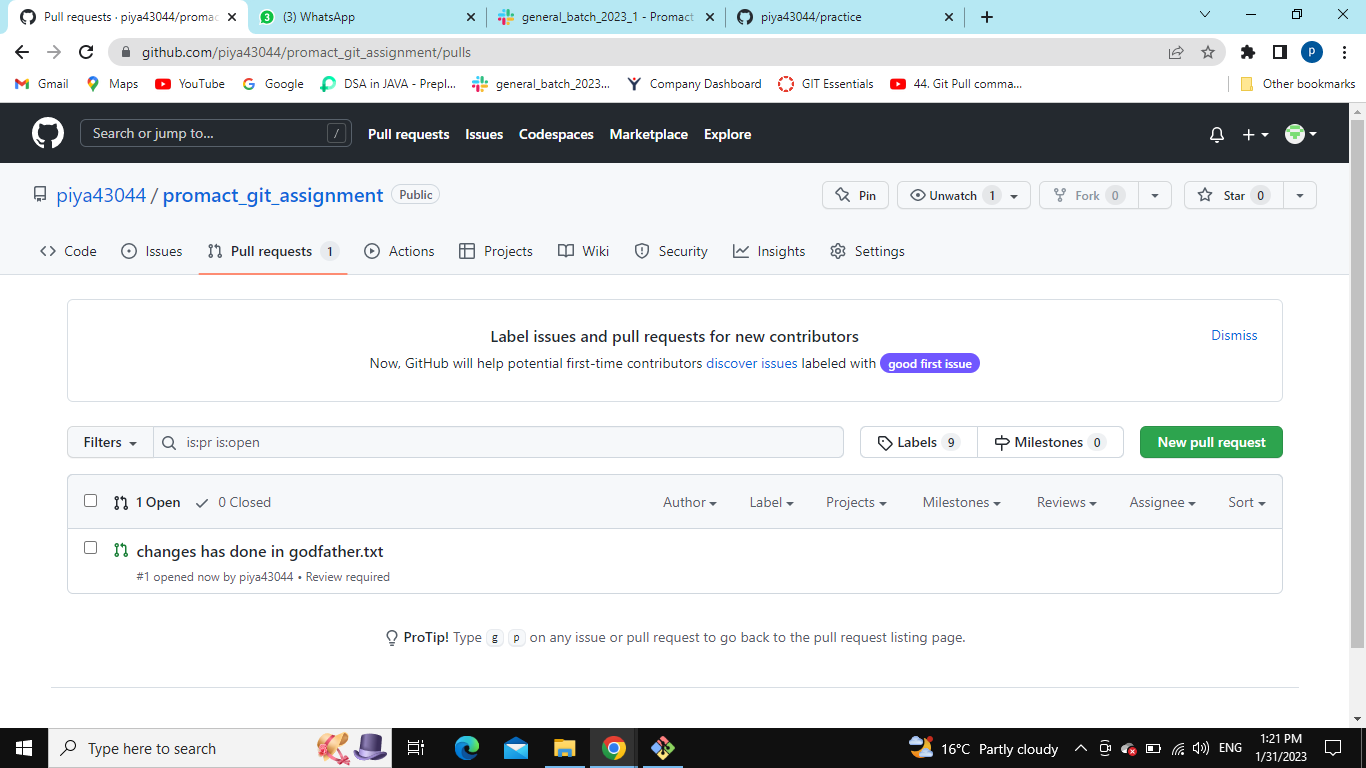 Pull requests · piya43044/promac
(3) WhatsApp
general_batch_2023_1 - Promact
piya43044/practice
github.com/piya43044/promact_git_assignment/pulls
P
Gmail Maps YouTube Google DSA in JAVA - Prepl... general_batch_2023... Company Dashboard GIT Essentials 44. Git Pull comma... Other bookmarks
Search or jump to... / Pull requests Issues Codespaces Marketplace Explore
piya43044 / promact_git_assignment Public Pin Unwatch 1 Fork 0 Star 0
Code Issues Pull requests 1 Actions Projects Wiki Security Insights Settings
Label issues and pull requests for new contributors Dismiss
Now, GitHub will help potential first-time contributors discover issues labeled with good first issue
Filters is:pr is:open Labels 9 Milestones 0 New pull request
1 Open 0 Closed Author Label Projects Milestones Reviews Assignee Sort
changes has done in godfather.txt
#1 opened now by piya43044 • Review required
ProTip! Type g p on any issue or pull request to go back to the pull request listing page.
Type here to search 16°C Partly cloudy ENG 1:21 PM
1/31/2023